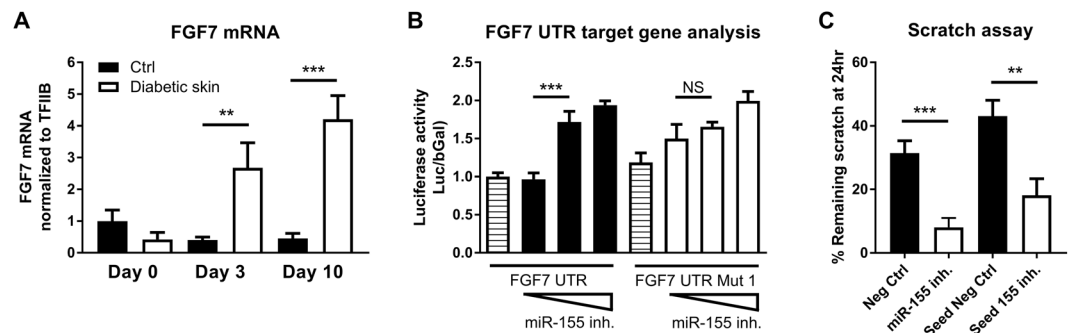 A
FGF7 mRNA
FGF7 mRNA
normalized to TFIIB
6
5
4
3
2
1
0
Ctrl
Diabetic skin
**
***
Day 0
Day 3
Day 10
B
FGF7 UTR target gene analysis
Luciferase activity
Luc/bGal
2.5
2.0
1.5
1.0
0.5
0.0
***
NS
FGF7 UTR
FGF7 UTR Mut 1
miR-155 inh.
miR-155 inh.
C
Scratch assay
% Remaining scratch at 24hr
60
40
20
0
***
**
Neg Ctrl
miR-155 inh.
Seed Neg Ctrl
Seed 155 inh.